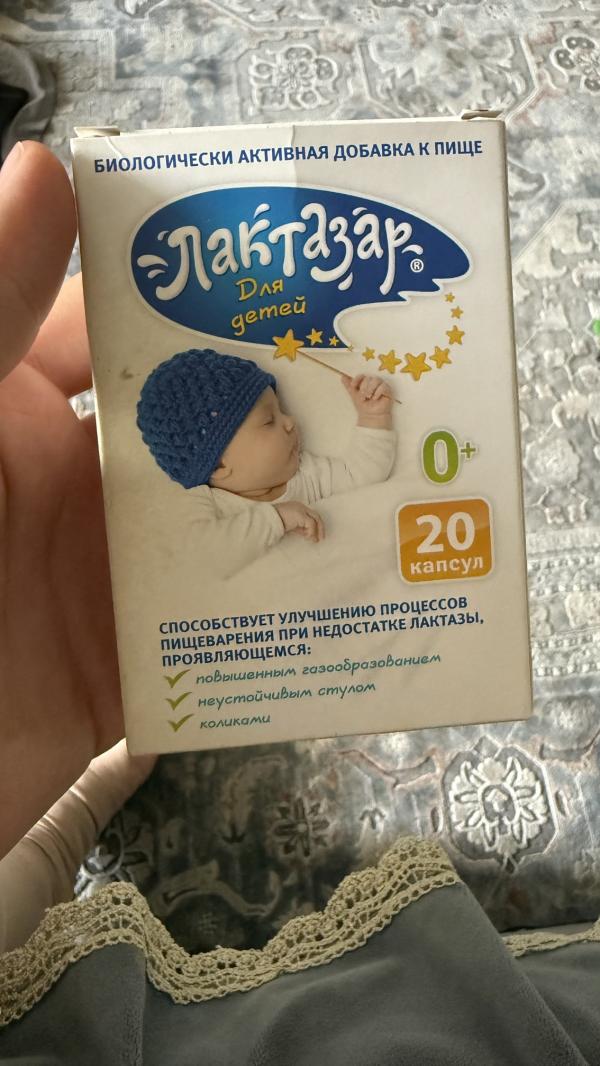 БИОЛОГИЧЕСКИ АКТИВНАЯ ДОБАВКА К ПИЩЕ
Лактазар®
Для
детей
0+
20
капсул
СПОСОБСТВУЕТ УЛУЧШЕНИЮ ПРОЦЕССОВ
ПИЩЕВАРЕНИЯ ПРИ НЕДОСТАТКЕ ЛАКТАЗЫ,
ПРОЯВЛЯЮЩЕМСЯ:
повышенным газообразованием
неустойчивым стулом
коликами